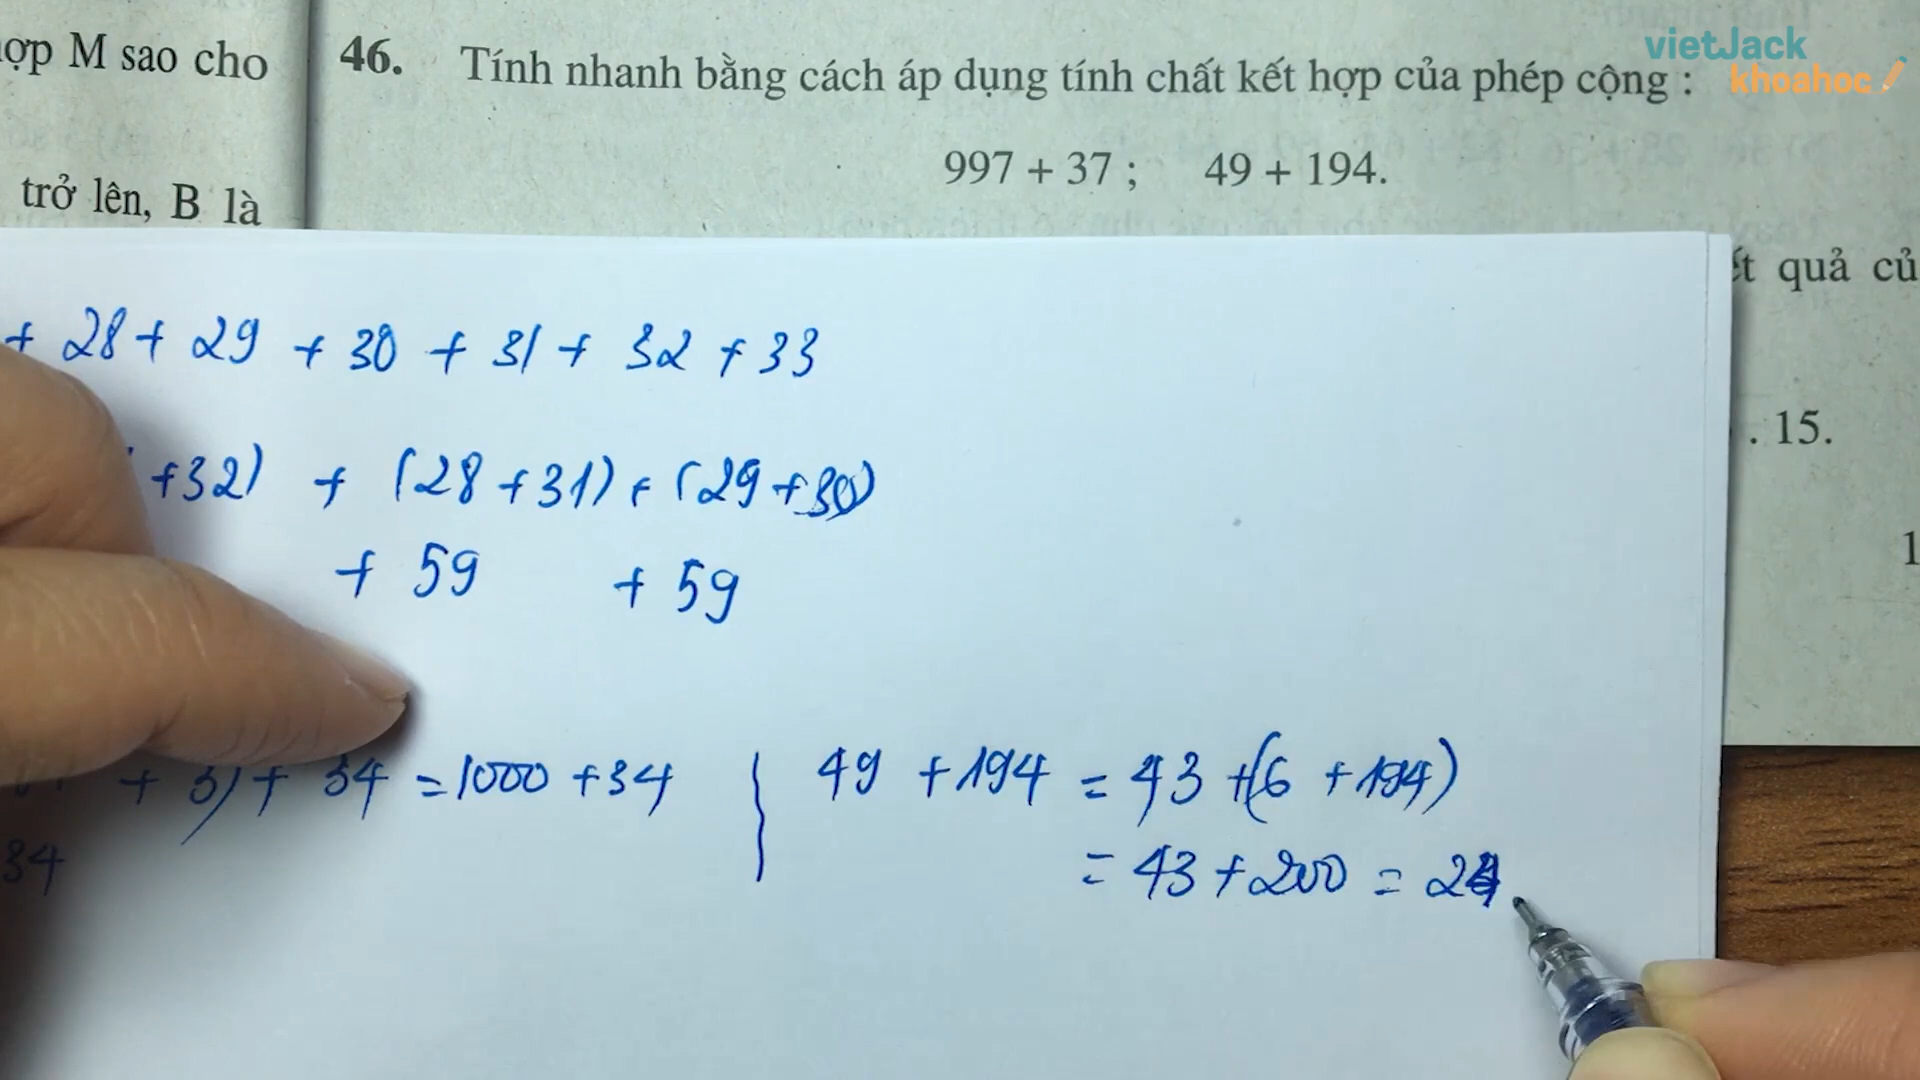 vietJack
khoahoc
ợp M sao cho
46. Tính nhanh bằng cách áp dụng tính chất kết hợp của phép cộng :
997 + 37 ; 49 + 194.
trở lên, B là
t quả củ
. 15.
1
+ 28 + 29 + 30 + 31 + 32 + 33
+32) + (28 + 31) + (29 + 30)
+ 59 + 59
+ 3) + 34 = 1000 + 34
34
49 + 194 = 43 + (6 + 194)
= 43 + 200 = 24